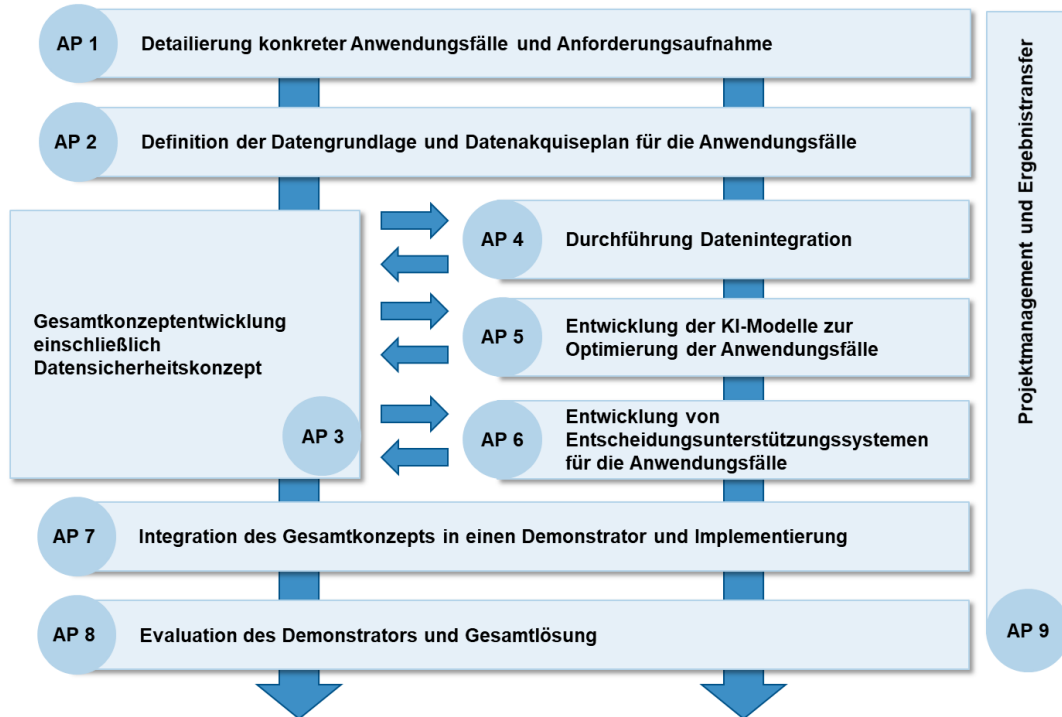 AP 1
Detailierung konkreter Anwendungsfälle und Anforderungsaufnahme
AP 2
Definition der Datengrundlage und Datenakquiseplan für die Anwendungsfälle
Gesamtkonzeptentwicklung
einschließlich
Datensicherheitskonzept
AP 3
AP 4
Durchführung Datenintegration
AP 5
Entwicklung der KI-Modelle zur
Optimierung der Anwendungsfälle
AP 6
Entwicklung von
Entscheidungsunterstützungssystemen
für die Anwendungsfälle
AP 7
Integration des Gesamtkonzepts in einen Demonstrator und Implementierung
AP 8
Evaluation des Demonstrators und Gesamtlösung
Projektmanagement und Ergebnistransfer
AP 9